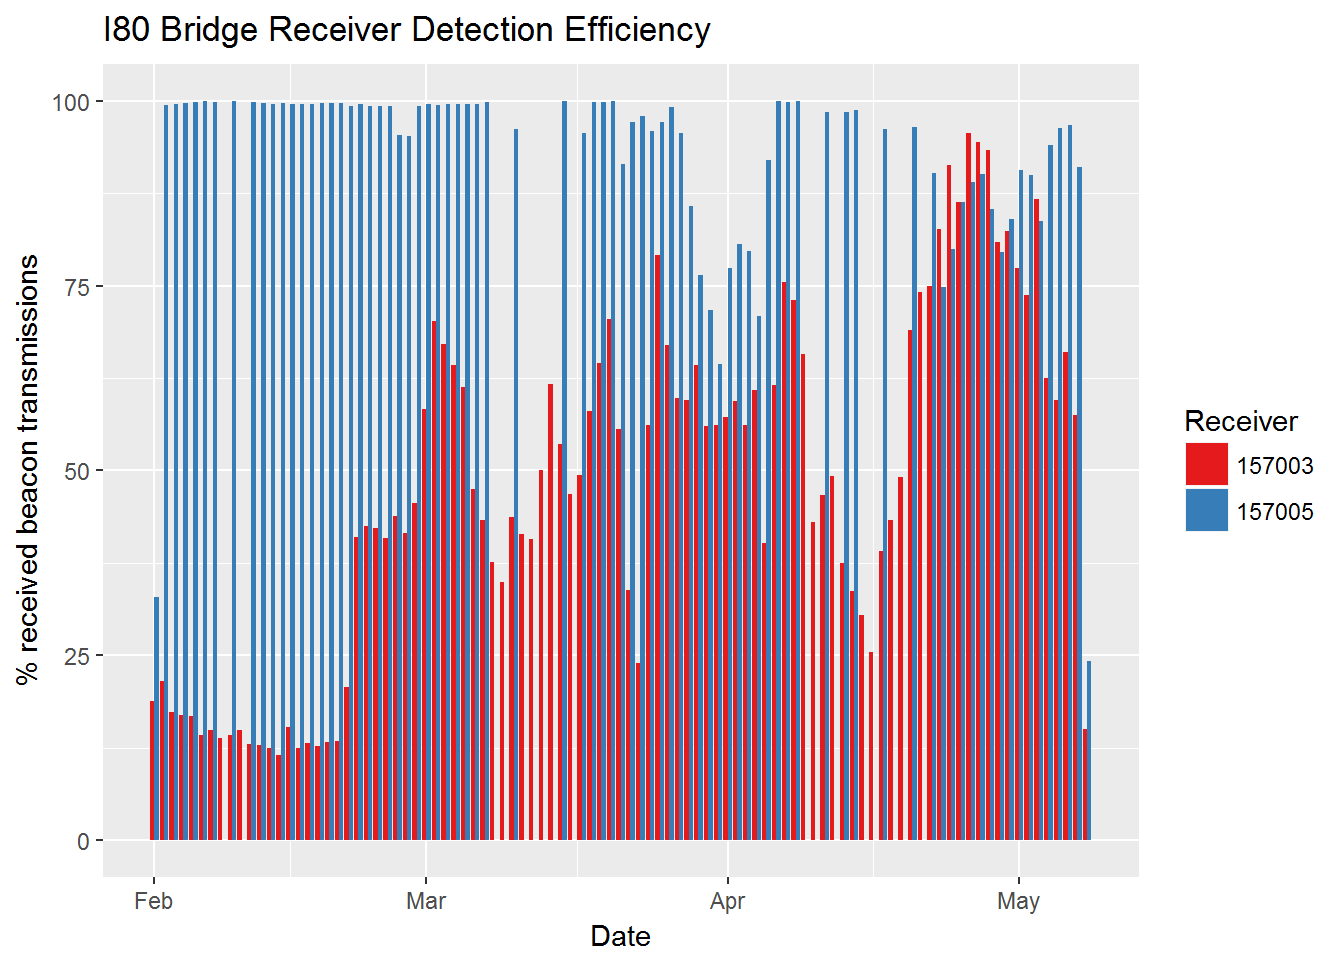 I80 Bridge Receiver Detection Efficiency
% received beacon transmissions
100
75
50
25
0
Feb
Mar
Apr
May
Date
Receiver
157003
157005